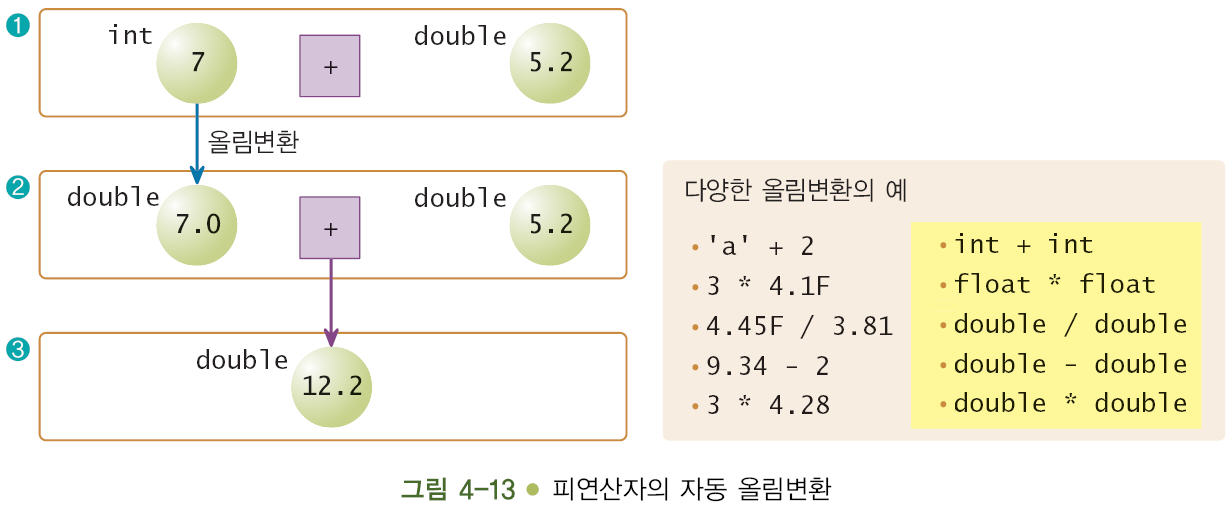 ❶ int 7 + double 5.2
올림변환
❷ double 7.0 + double 5.2
❸ double 12.2
다양한 올림변환의 예
• 'a' + 2 • int + int
• 3 * 4.1F • float * float
• 4.45F / 3.81 • double / double
• 9.34 – 2 • double – double
• 3 * 4.28 • double * double
그림 4–13 ● 피연산자의 자동 올림변환